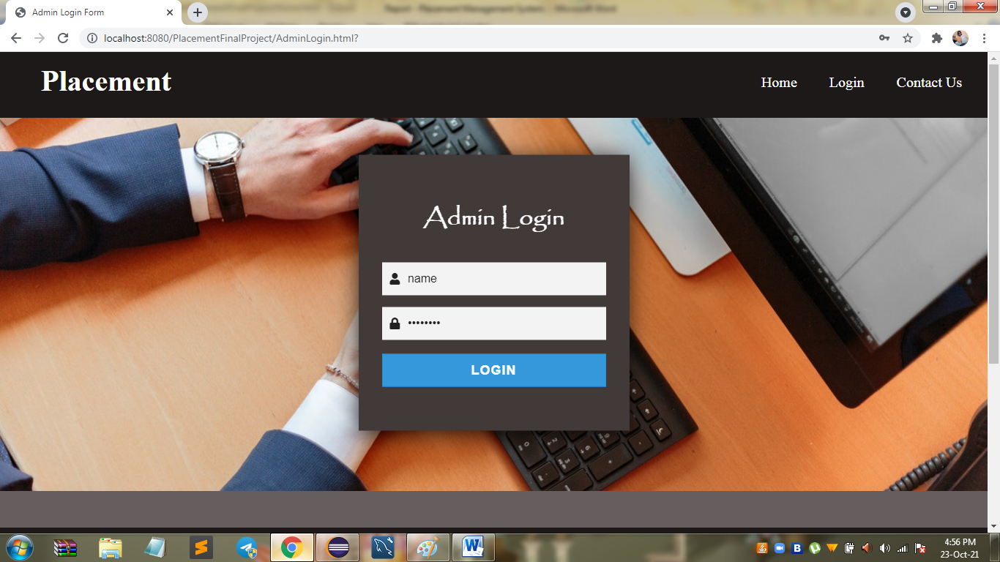 Report - Placement Management System - Microsoft Word
Admin Login Form
localhost:8080/PlacementFinalProject/AdminLogin.html?
Placement
Home Login Contact Us
Admin Login
name
••••••••
LOGIN
4:56 PM
23-Oct-21